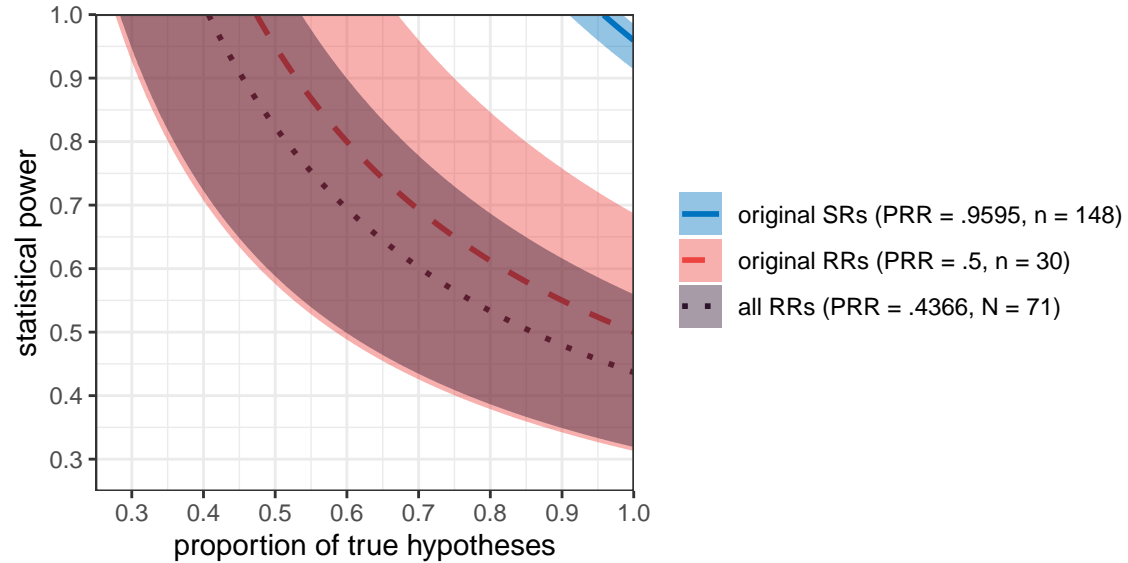 1.0
0.9
0.8
0.7
0.6
0.5
0.4
0.3
statistical power
0.3 0.4 0.5 0.6 0.7 0.8 0.9 1.0
proportion of true hypotheses
original SRs (PRR = .9595, n = 148)
original RRs (PRR = .5, n = 30)
all RRs (PRR = .4366, N = 71)